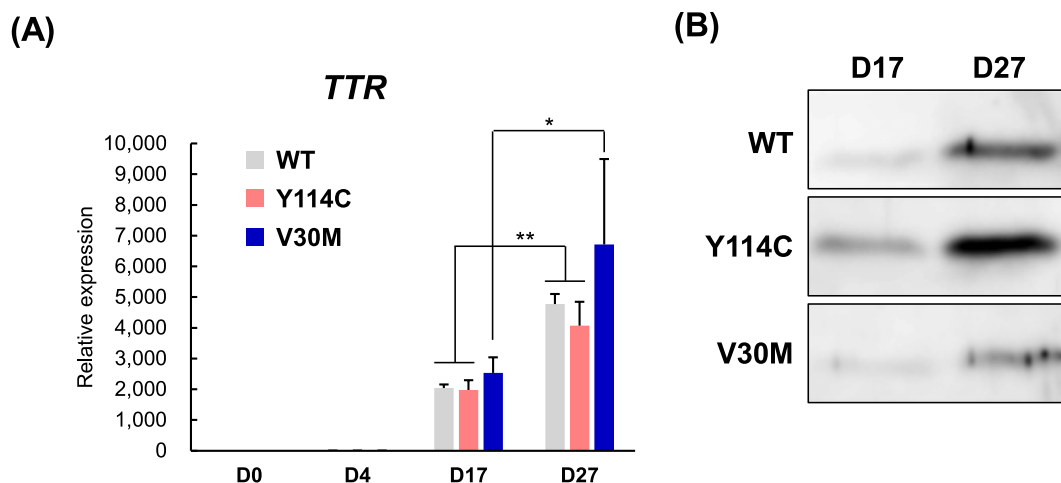 (A)
TTR
10,000
9,000
8,000
7,000
6,000
5,000
4,000
3,000
2,000
1,000
0
Relative expression
WT
Y114C
V30M
*
**
D0 D4 D17 D27
(B)
D17 D27
WT
Y114C
V30M